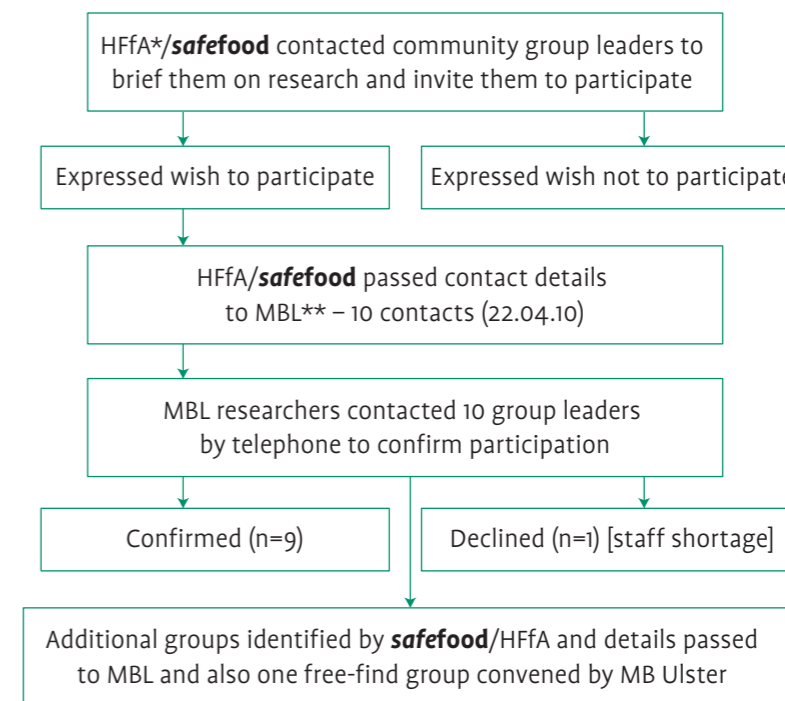 HFfA*/safefood contacted community group leaders to
brief them on research and invite them to participate
Expressed wish to participate
Expressed wish not to participate
HFfA/safefood passed contact details
to MBL** – 10 contacts (22.04.10)
MBL researchers contacted 10 group leaders
by telephone to confirm participation
Confirmed (n=9)
Declined (n=1) [staff shortage]
Additional groups identified by safefood/HFfA and details passed
to MBL and also one free-find group convened by MB Ulster